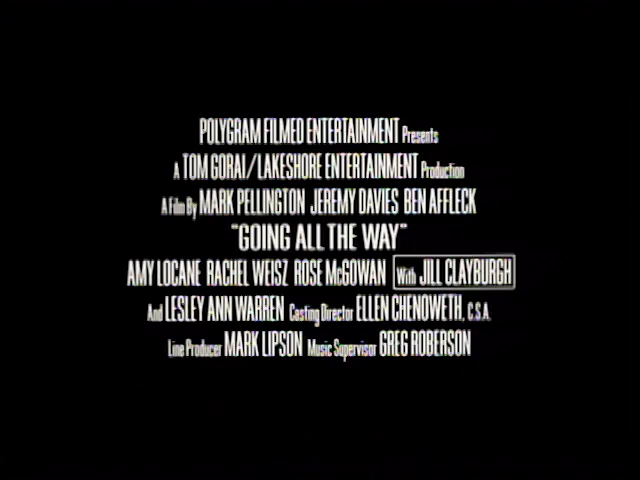 POLYGRAM FILMED ENTERTAINMENT Presents
A TOM GORAI/LAKESHORE ENTERTAINMENT Production
A Film By MARK PELLINGTON JEREMY DAVIES BEN AFFLECK
"GOING ALL THE WAY"
AMY LOCANE RACHEL WEISZ ROSE McGOWAN With JILL CLAYBURGH
And LESLEY ANN WARREN Casting Director ELLEN CHENOWETH, C.S.A.
Line Producer MARK LIPSON Music Supervisor GREG ROBERSON